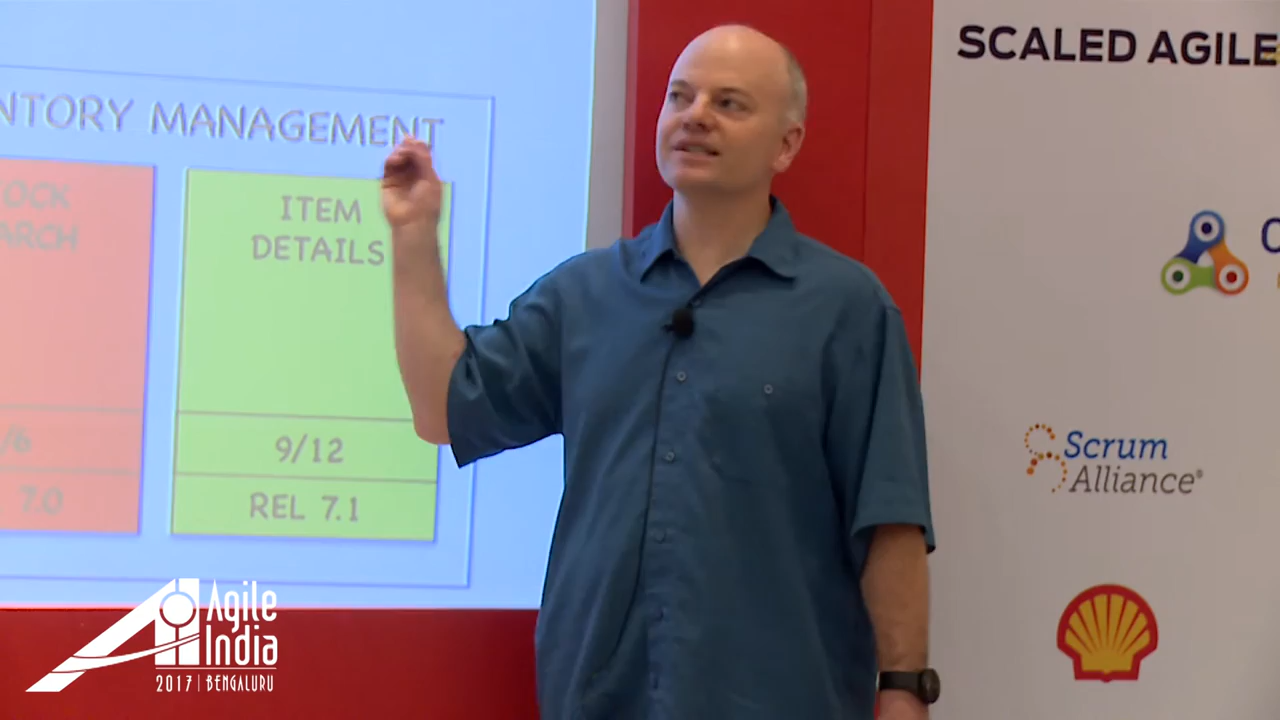 NTORY MANAGEMENT
OCK
ARCH
/6
7.0
ITEM
DETAILS
9/12
REL 7.1
SCALED AGILE
Scrum
Alliance®
Agile
India
2017 | BENGALURU